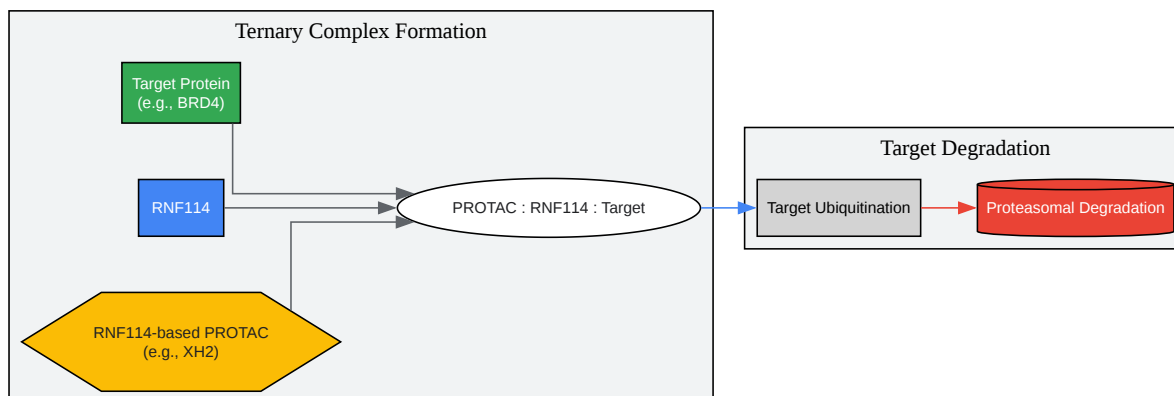 Ternary Complex Formation
Target Protein
(e.g., BRD4)
RNF114
RNF114-based PROTAC
(e.g., XH2)
PROTAC : RNF114 : Target
Target Degradation
Target Ubiquitination
Proteasomal Degradation